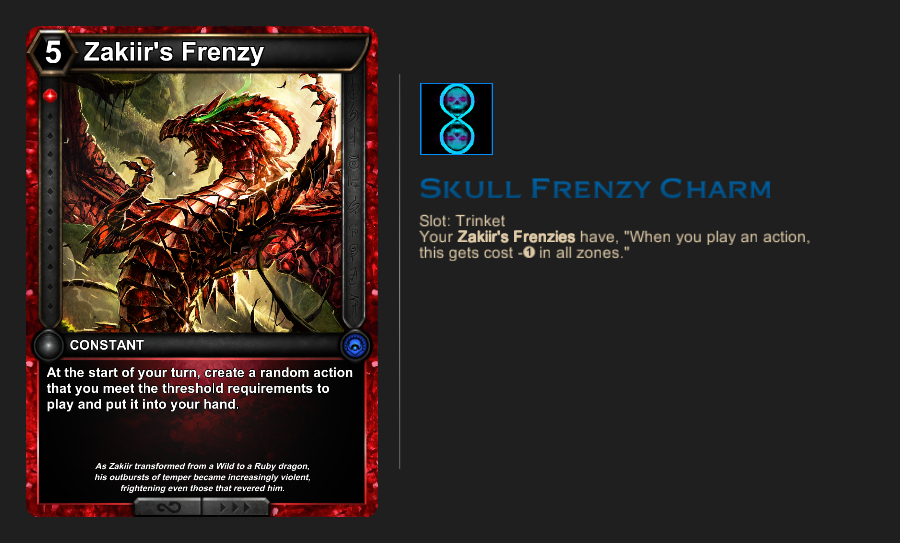 5 Zakiir's Frenzy
CONSTANT
At the start of your turn, create a random action
that you meet the threshold requirements to
play and put it into your hand.
As Zakiir transformed from a Wild to a Ruby dragon,
his outbursts of temper became increasingly violent,
frightening even those that revered him.
SKULL FRENZY CHARM
Slot: Trinket
Your Zakiir's Frenzies have, "When you play an action,
this gets cost -❶ in all zones."